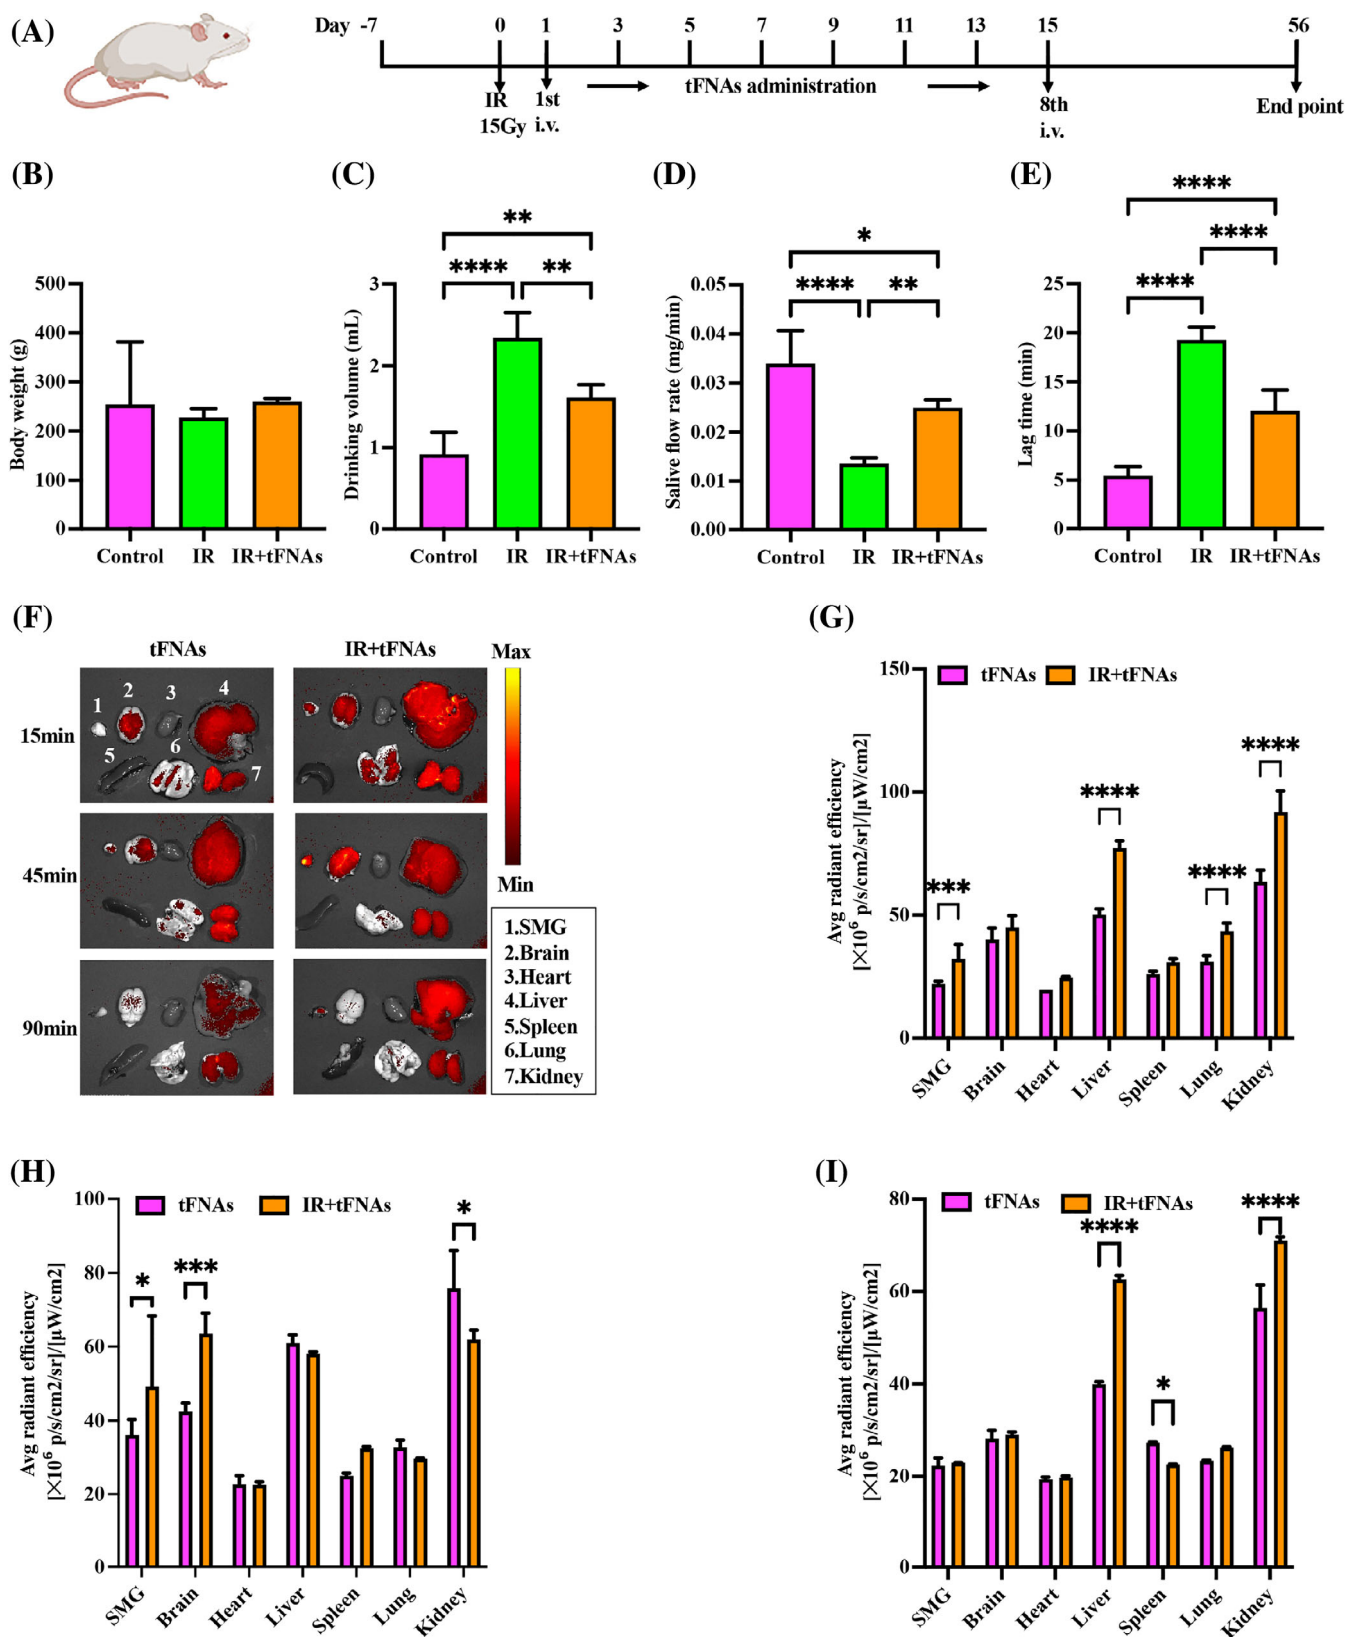 (A)
Day -7 0 1 3 5 7 9 11 13 15 56
IR 1st tFNAs administration 8th End point
15Gy i.v. i.v.
(B) (C) (D) (E)
Body weight (g)
500
400
300
200
100
0
Control IR IR+tFNAs
Drinking volume (mL)
**
**** **
3
2
1
0
Control IR IR+tFNAs
Salive flow rate (mg/min)
*
**** **
0.05
0.04
0.03
0.02
0.01
0.00
Control IR IR+tFNAs
Lag time (min)
****
****
****
25
20
15
10
5
0
Control IR IR+tFNAs
(F)
tFNAs IR+tFNAs Max
15min
1 2 3 4
5 6 7
45min
90min
Min
1.SMG
2.Brain
3.Heart
4.Liver
5.Spleen
6.Lung
7.Kidney
(G)
tFNAs IR+tFNAs
Avg radiant efficiency
[×10⁶ p/s/cm2/sr]/[µW/cm2]
150
100
50
0
*** **** **** ****
SMG Brain Heart Liver Spleen Lung Kidney
(H)
tFNAs IR+tFNAs
Avg radiant efficiency
[×10⁶ p/s/cm2/sr]/[µW/cm2]
100
80
60
40
20
0
* *** *
SMG Brain Heart Liver Spleen Lung Kidney
(I)
tFNAs IR+tFNAs
Avg radiant efficiency
[×10⁶ p/s/cm2/sr]/[µW/cm2]
80
60
40
20
0
**** * ****
SMG Brain Heart Liver Spleen Lung Kidney